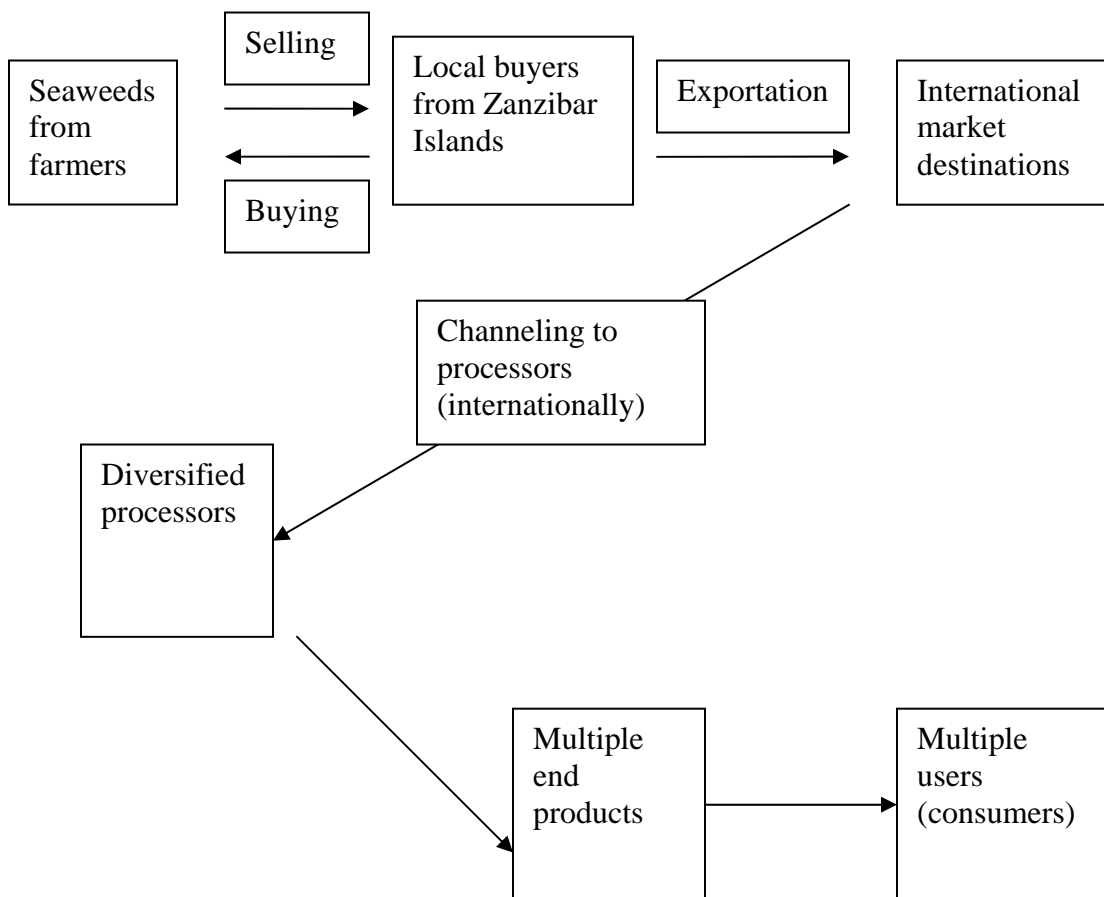 Selling
Seaweeds
from
farmers
Local buyers
from Zanzibar
Islands
Exportation
International
market
destinations
Buying
Channeling to
processors
(internationally)
Diversified
processors
Multiple
end
products
Multiple
users
(consumers)